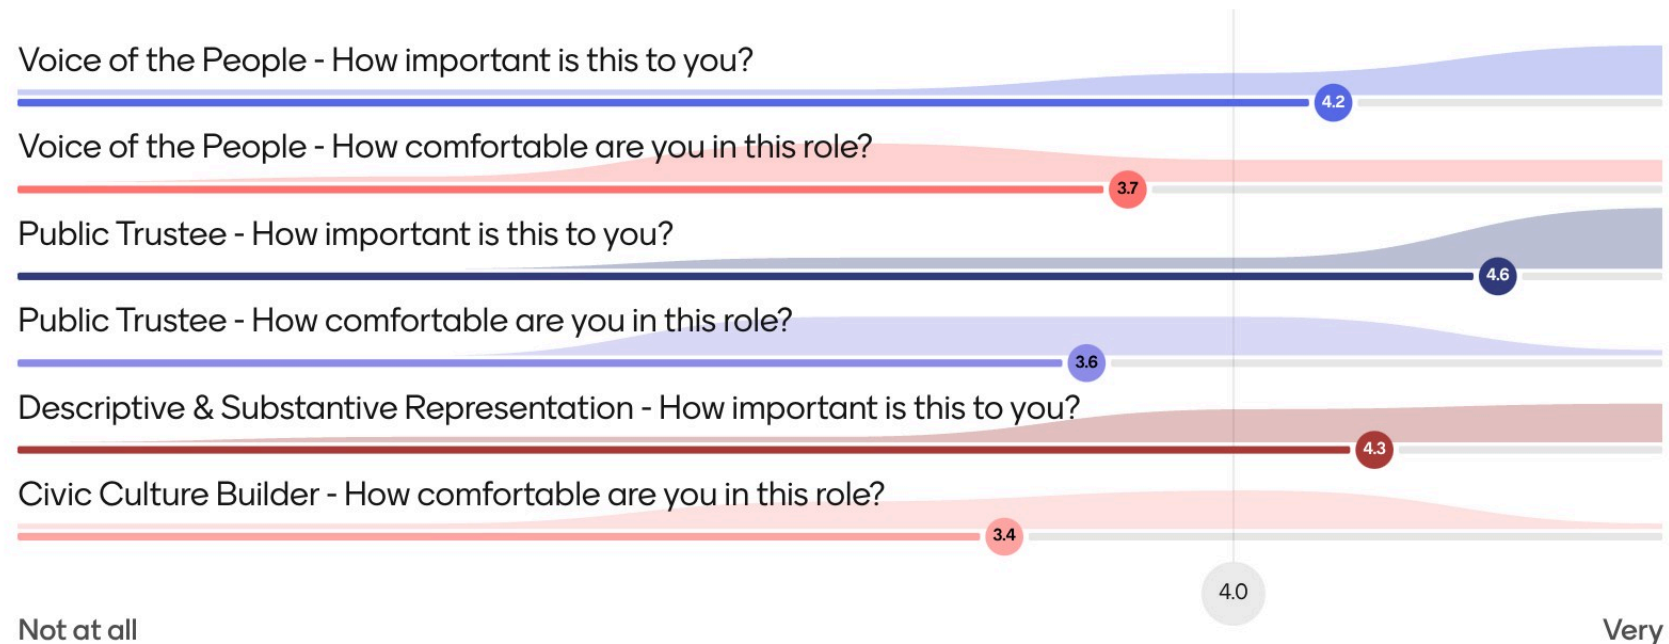 Voice of the People - How important is this to you?
4.2
Voice of the People - How comfortable are you in this role?
3.7
Public Trustee - How important is this to you?
4.6
Public Trustee - How comfortable are you in this role?
3.6
Descriptive & Substantive Representation - How important is this to you?
4.3
Civic Culture Builder - How comfortable are you in this role?
3.4
4.0
Not at all Very